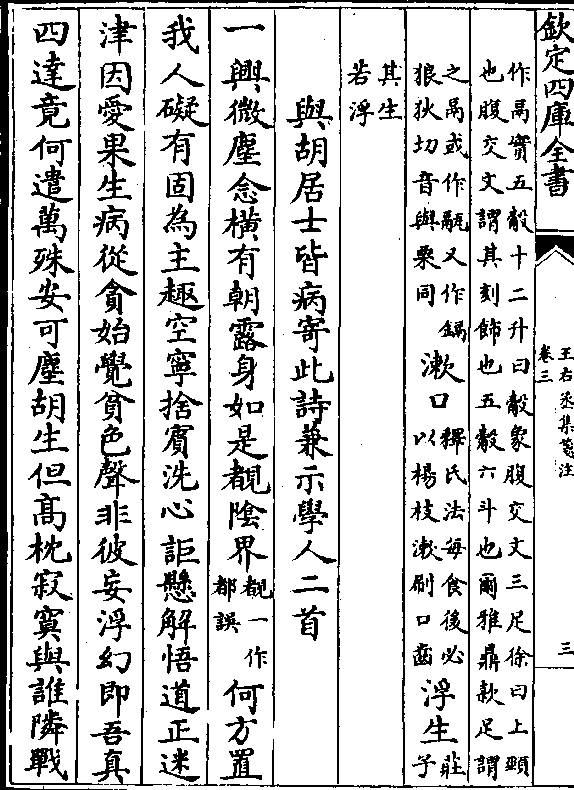 欽定四庫全書
王右丞集箋注
卷三
三
作鬲實五觳十二升曰觳象腹交文三足徐曰上頸
也腹交文謂其刻飾也五觳六斗也爾雅鼎款足謂
之鬲或作䰛又作鎘
狼狄切音與栗同
漱口
釋氏法每食後必
以楊枝漱刷口齒
浮生
莊子
其生
若浮
與胡居士皆病寄此詩兼示學人二首
一興微塵念橫有朝露身如是覩陰界
覩一作
都誤
何方置
我人礙有固為主趣空寧捨賓洗心詎懸解悟道正迷
津因愛果生病從貪始覺貧色聲非彼妄浮幻即吾真
四達竟何遣萬殊安可塵胡生但高枕寂寞與誰隣戰